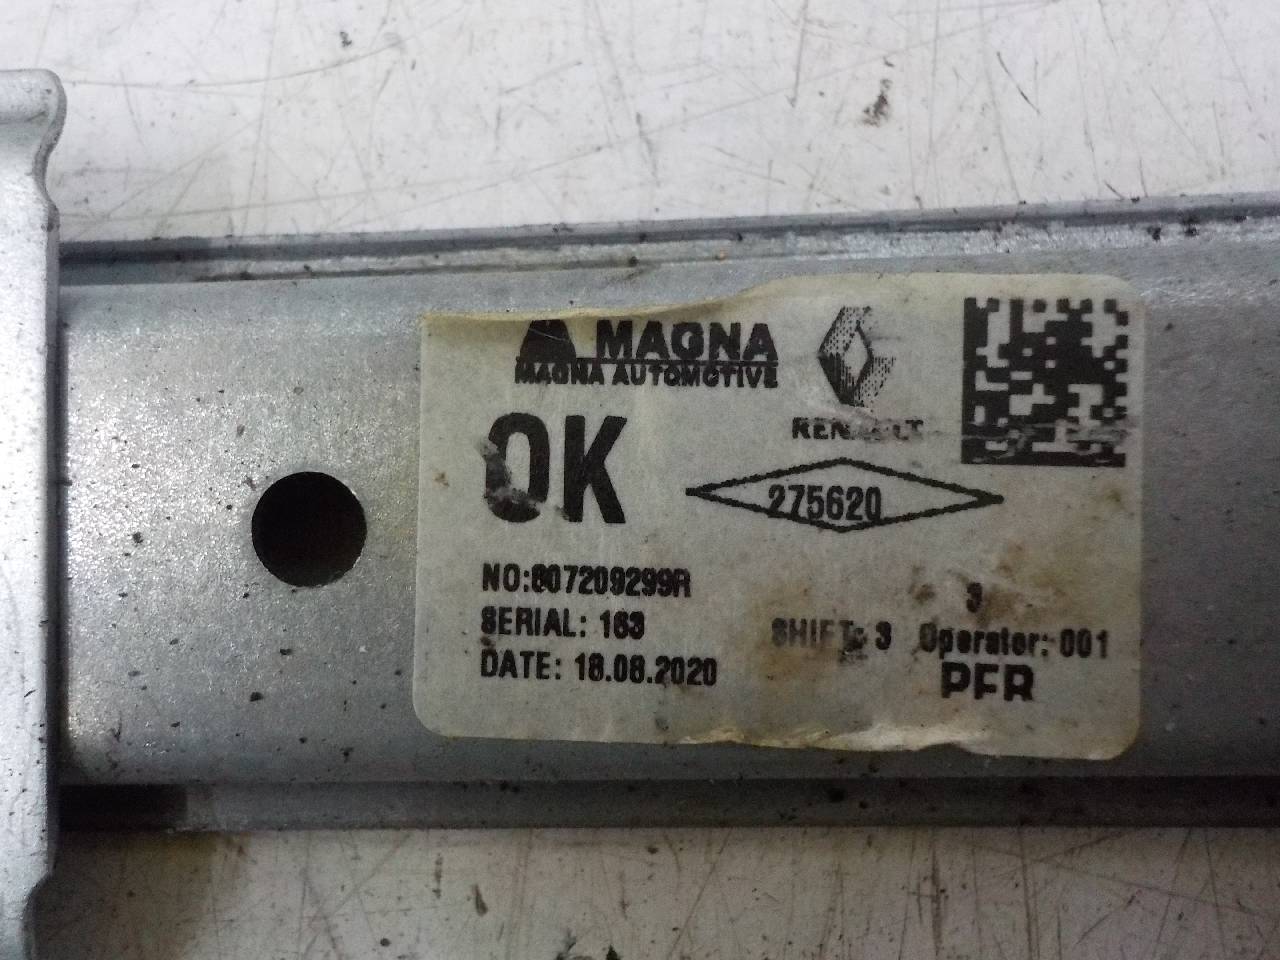 MAGNA
MAGNA AUTOMOTIVE
RENAULT
OK
275620
NO:807209299R
3
SERIAL: 163
SHIFT: 3 Operator: 001
DATE: 18.08.2020
PFR